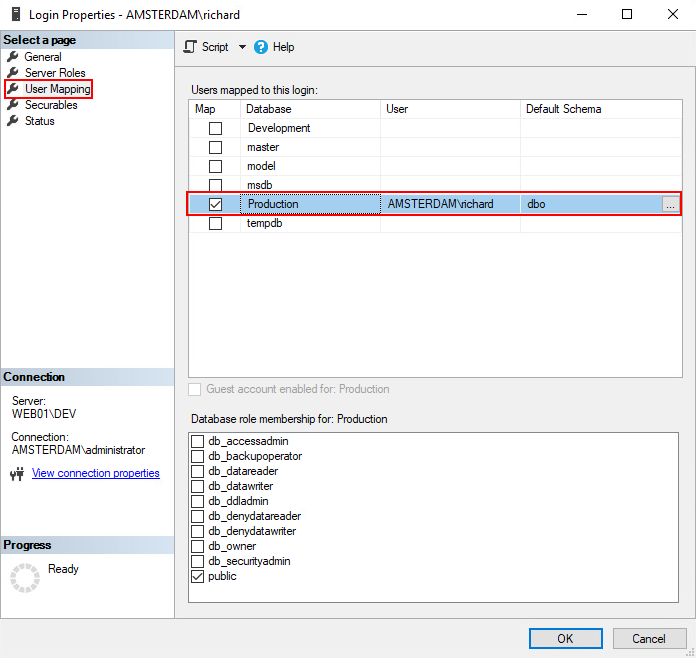 Login Properties - AMSTERDAM\richard
Select a page
General
Server Roles
User Mapping
Securables
Status
Script
Help
Users mapped to this login:
Map Database User Default Schema
Development
master
model
msdb
Production AMSTERDAM\richard dbo ...
tempdb
Guest account enabled for: Production
Database role membership for: Production
db_accessadmin
db_backupoperator
db_datareader
db_datawriter
db_ddladmin
db_denydatareader
db_denydatawriter
db_owner
db_securityadmin
public
Connection
Server:
WEB01\DEV
Connection:
AMSTERDAM\administrator
View connection properties
Progress
Ready
OK Cancel